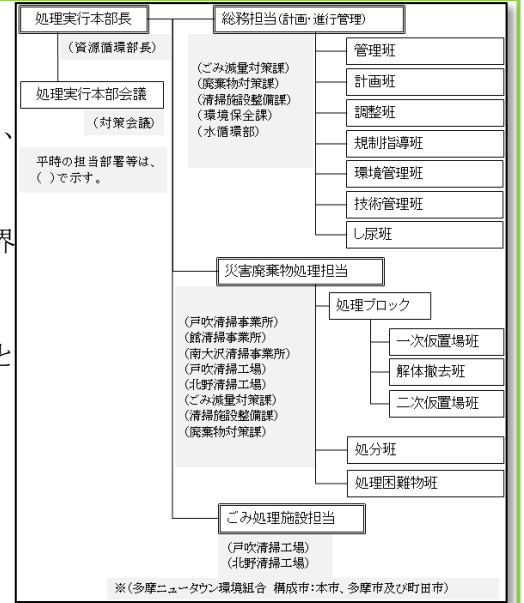 処理実行本部長
（資源循環部長）
処理実行本部会議
（対策会議）
平時の担当部署等は、
（ ）で示す。
、
界
と
総務担当(計画・進行管理)
（ごみ減量対策課）
（廃棄物対策課）
（清掃施設整備課）
（環境保全課）
（水循環部）
管理班
計画班
調整班
規制指導班
環境管理班
技術管理班
し尿班
災害廃棄物処理担当
（戸吹清掃事業所）
（館清掃事業所）
（南大沢清掃事業所）
（戸吹清掃工場）
（北野清掃工場）
（ごみ減量対策課）
（清掃施設整備課）
（廃棄物対策課）
処理ブロック
一次仮置場班
解体撤去班
二次仮置場班
処分班
処理困難物班
ごみ処理施設担当
（戸吹清掃工場）
（北野清掃工場）
※（多摩ニュータウン環境組合 構成市：本市、多摩市及び町田市）